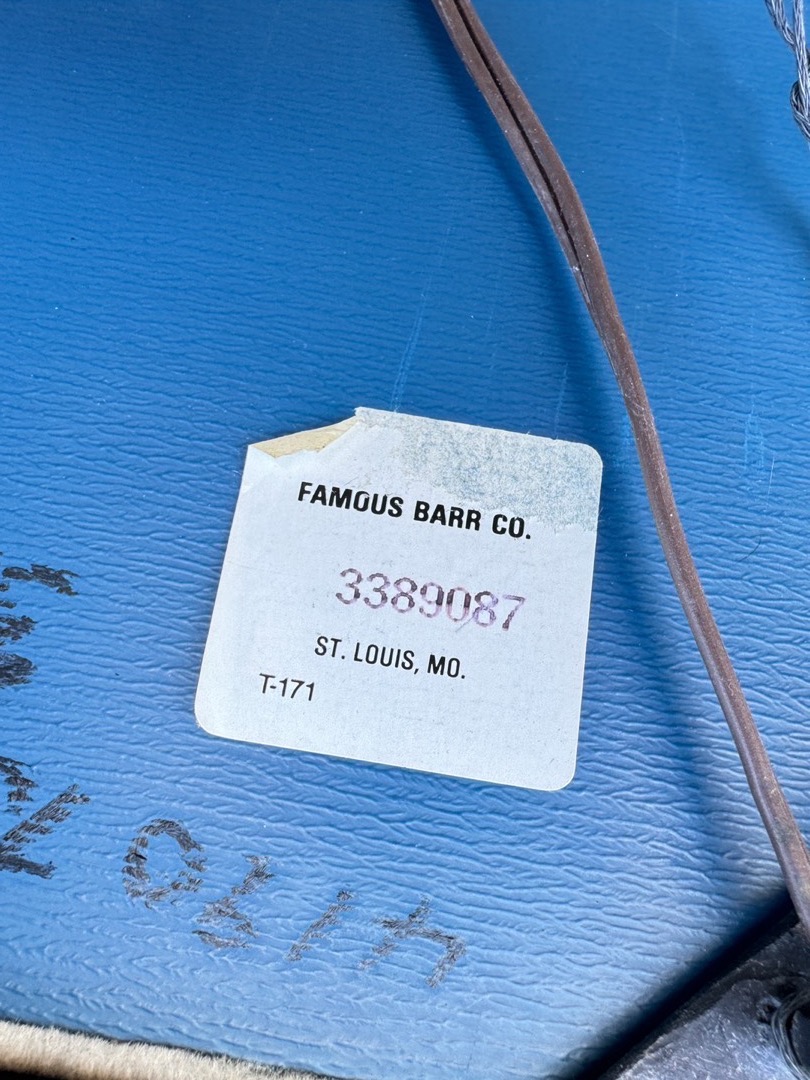 FAMOUS BARR CO.
3389087
ST. LOUIS, MO.
T-171